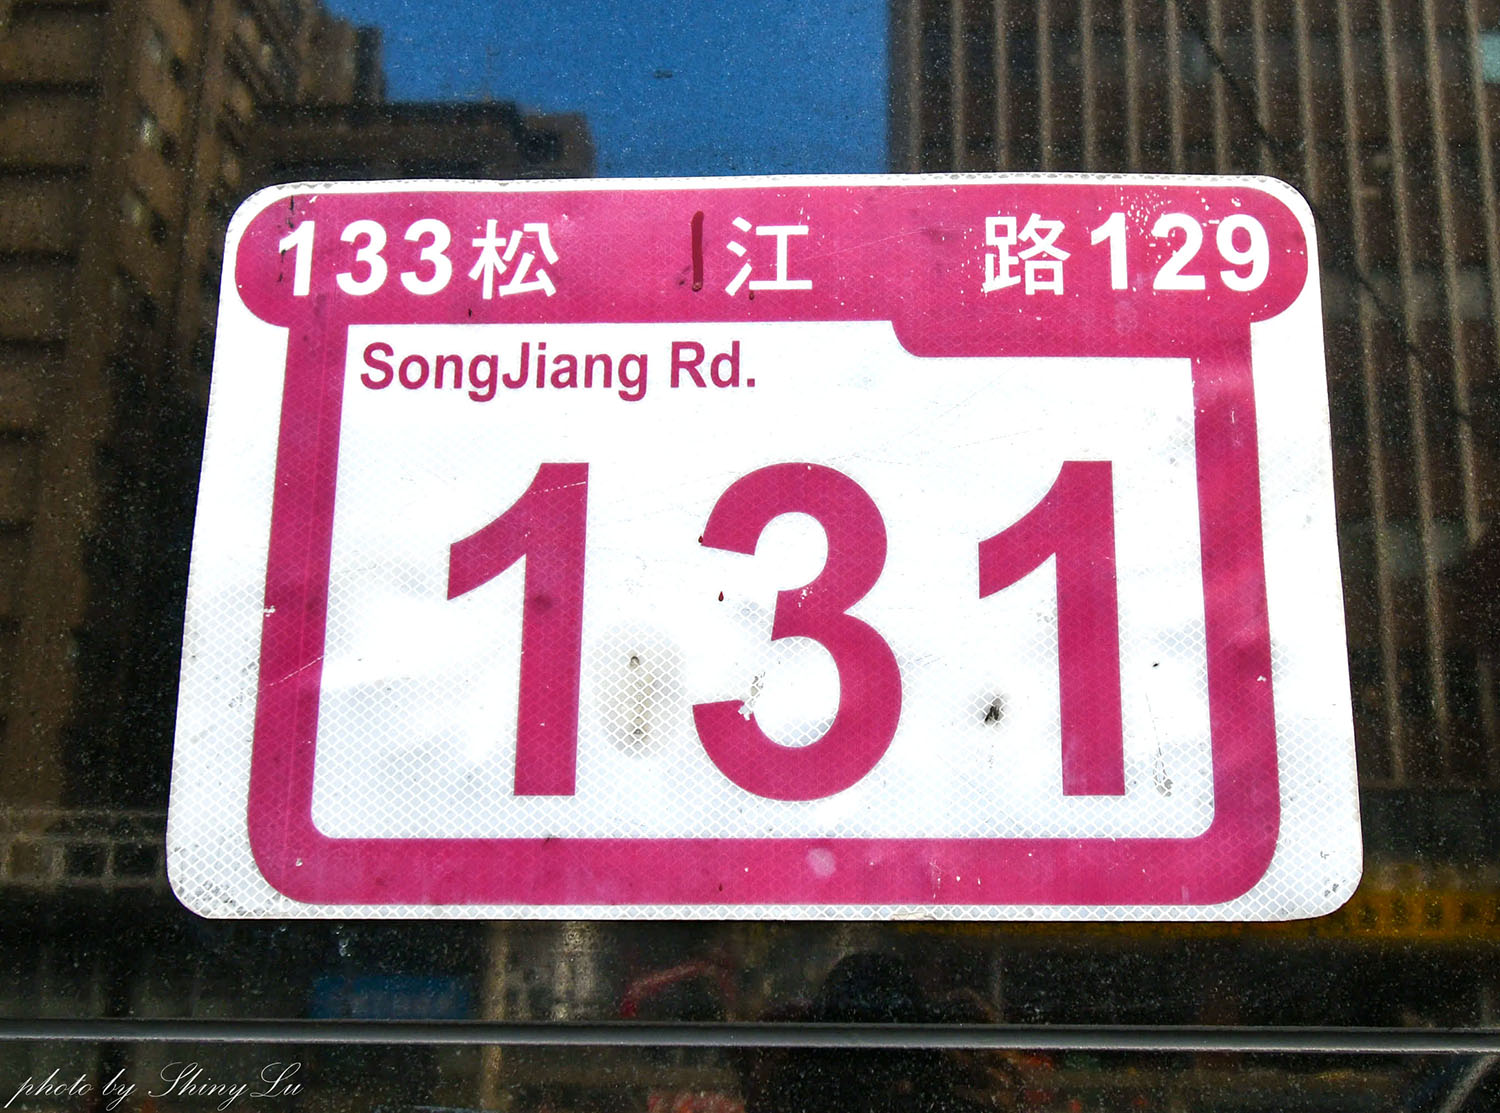 133松 江 路129
SongJiang Rd.
131
photo by Shiny Lu